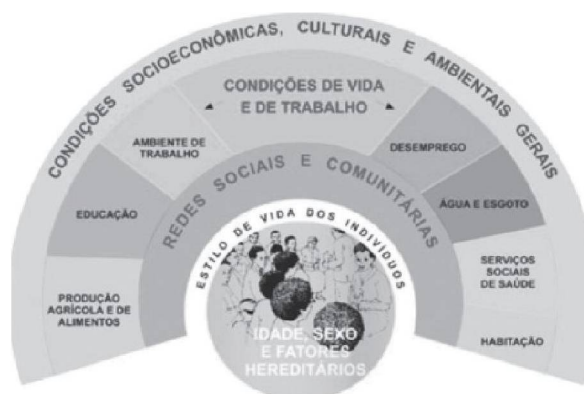 CONDIÇÕES SOCIOECONÔMICAS, CULTURAIS E AMBIENTAIS GERAIS
CONDIÇÕES DE VIDA
E DE TRABALHO
AMBIENTE DE
TRABALHO
DESEMPREGO
REDES SOCIAIS E COMUNITÁRIAS
EDUCAÇÃO
ÁGUA E ESGOTO
ESTILO DE VIDA DOS INDIVÍDUOS
PRODUÇÃO
AGRÍCOLA E DE
ALIMENTOS
SERVIÇOS
SOCIAIS
DE SAÚDE
HABITAÇÃO
IDADE, SEXO
E FATORES
HEREDITÁRIOS